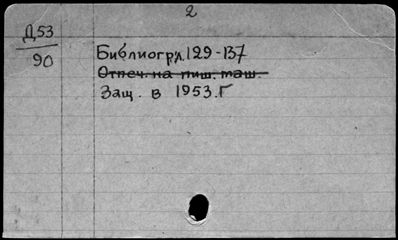 2
Д53
90
Библиогр. 129-137
Отпеч. на пиш. маш.
Защ. в 1953.г